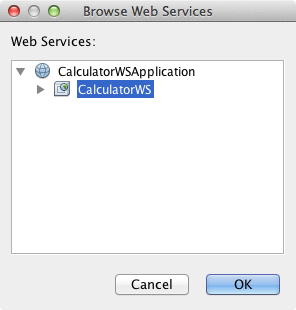 Browse Web Services
Web Services:
CalculatorWSApplication
CalculatorWS
Cancel
OK